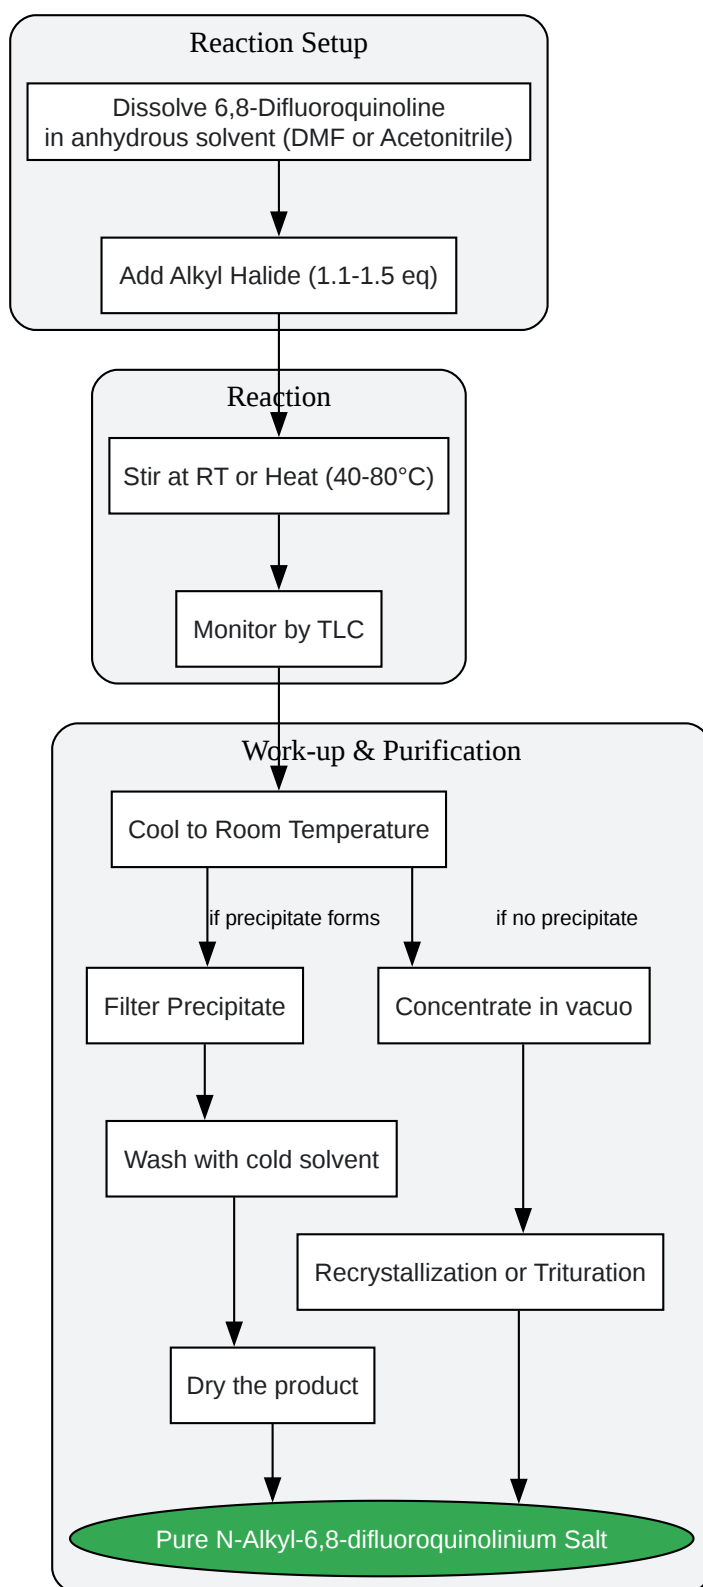 Reaction Setup
Dissolve 6,8-Difluoroquinoline
in anhydrous solvent (DMF or Acetonitrile)
Add Alkyl Halide (1.1-1.5 eq)
Reaction
Stir at RT or Heat (40-80°C)
Monitor by TLC
Work-up & Purification
Cool to Room Temperature
if precipitate forms
if no precipitate
Filter Precipitate
Concentrate in vacuo
Wash with cold solvent
Recrystallization or Trituration
Dry the product
Pure N-Alkyl-6,8-difluoroquinolinium Salt